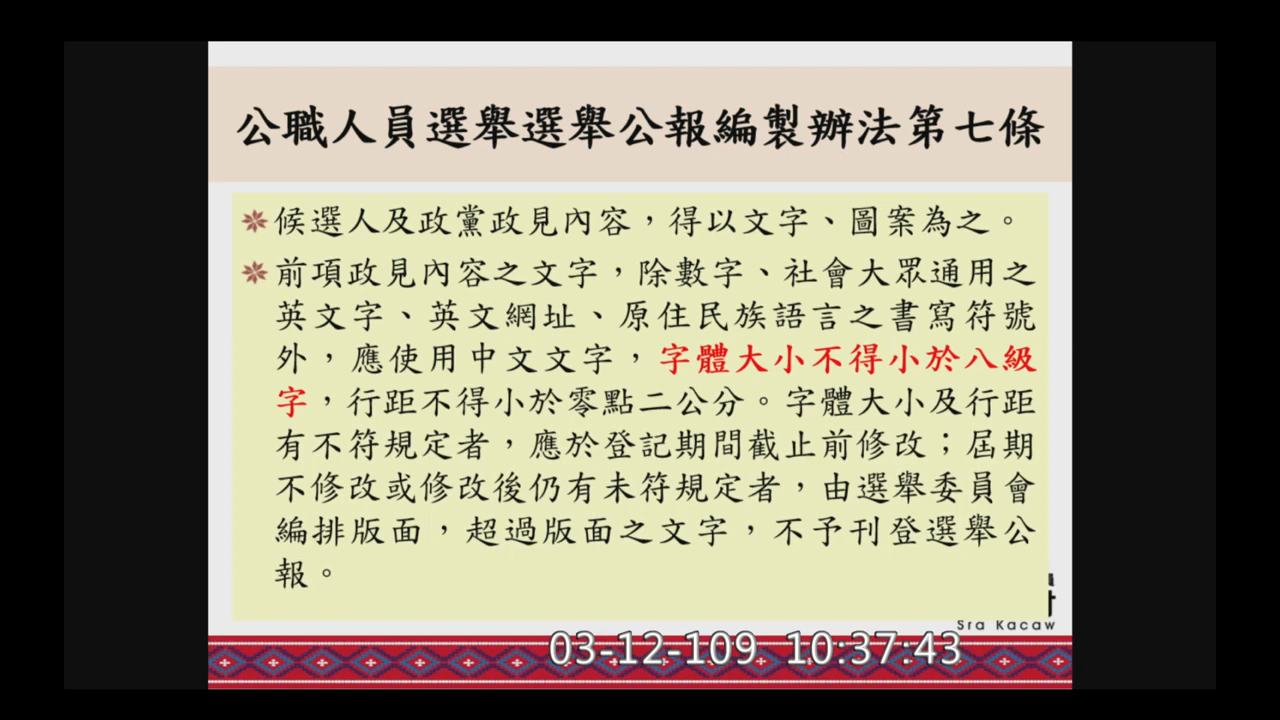 公職人員選舉選舉公報編製辦法第七條
候選人及政黨政見內容，得以文字、圖案為之。
前項政見內容之文字，除數字、社會大眾通用之
英文字、英文網址、原住民族語言之書寫符號
外，應使用中文文字，字體大小不得小於八級
字，行距不得小於零點二公分。字體大小及行距
有不符規定者，應於登記期間截止前修改；屆期
不修改或修改後仍有未符規定者，由選舉委員會
編排版面，超過版面之文字，不予刊登選舉公
報。
Sra Kacaw
03-12-109 10:37:43